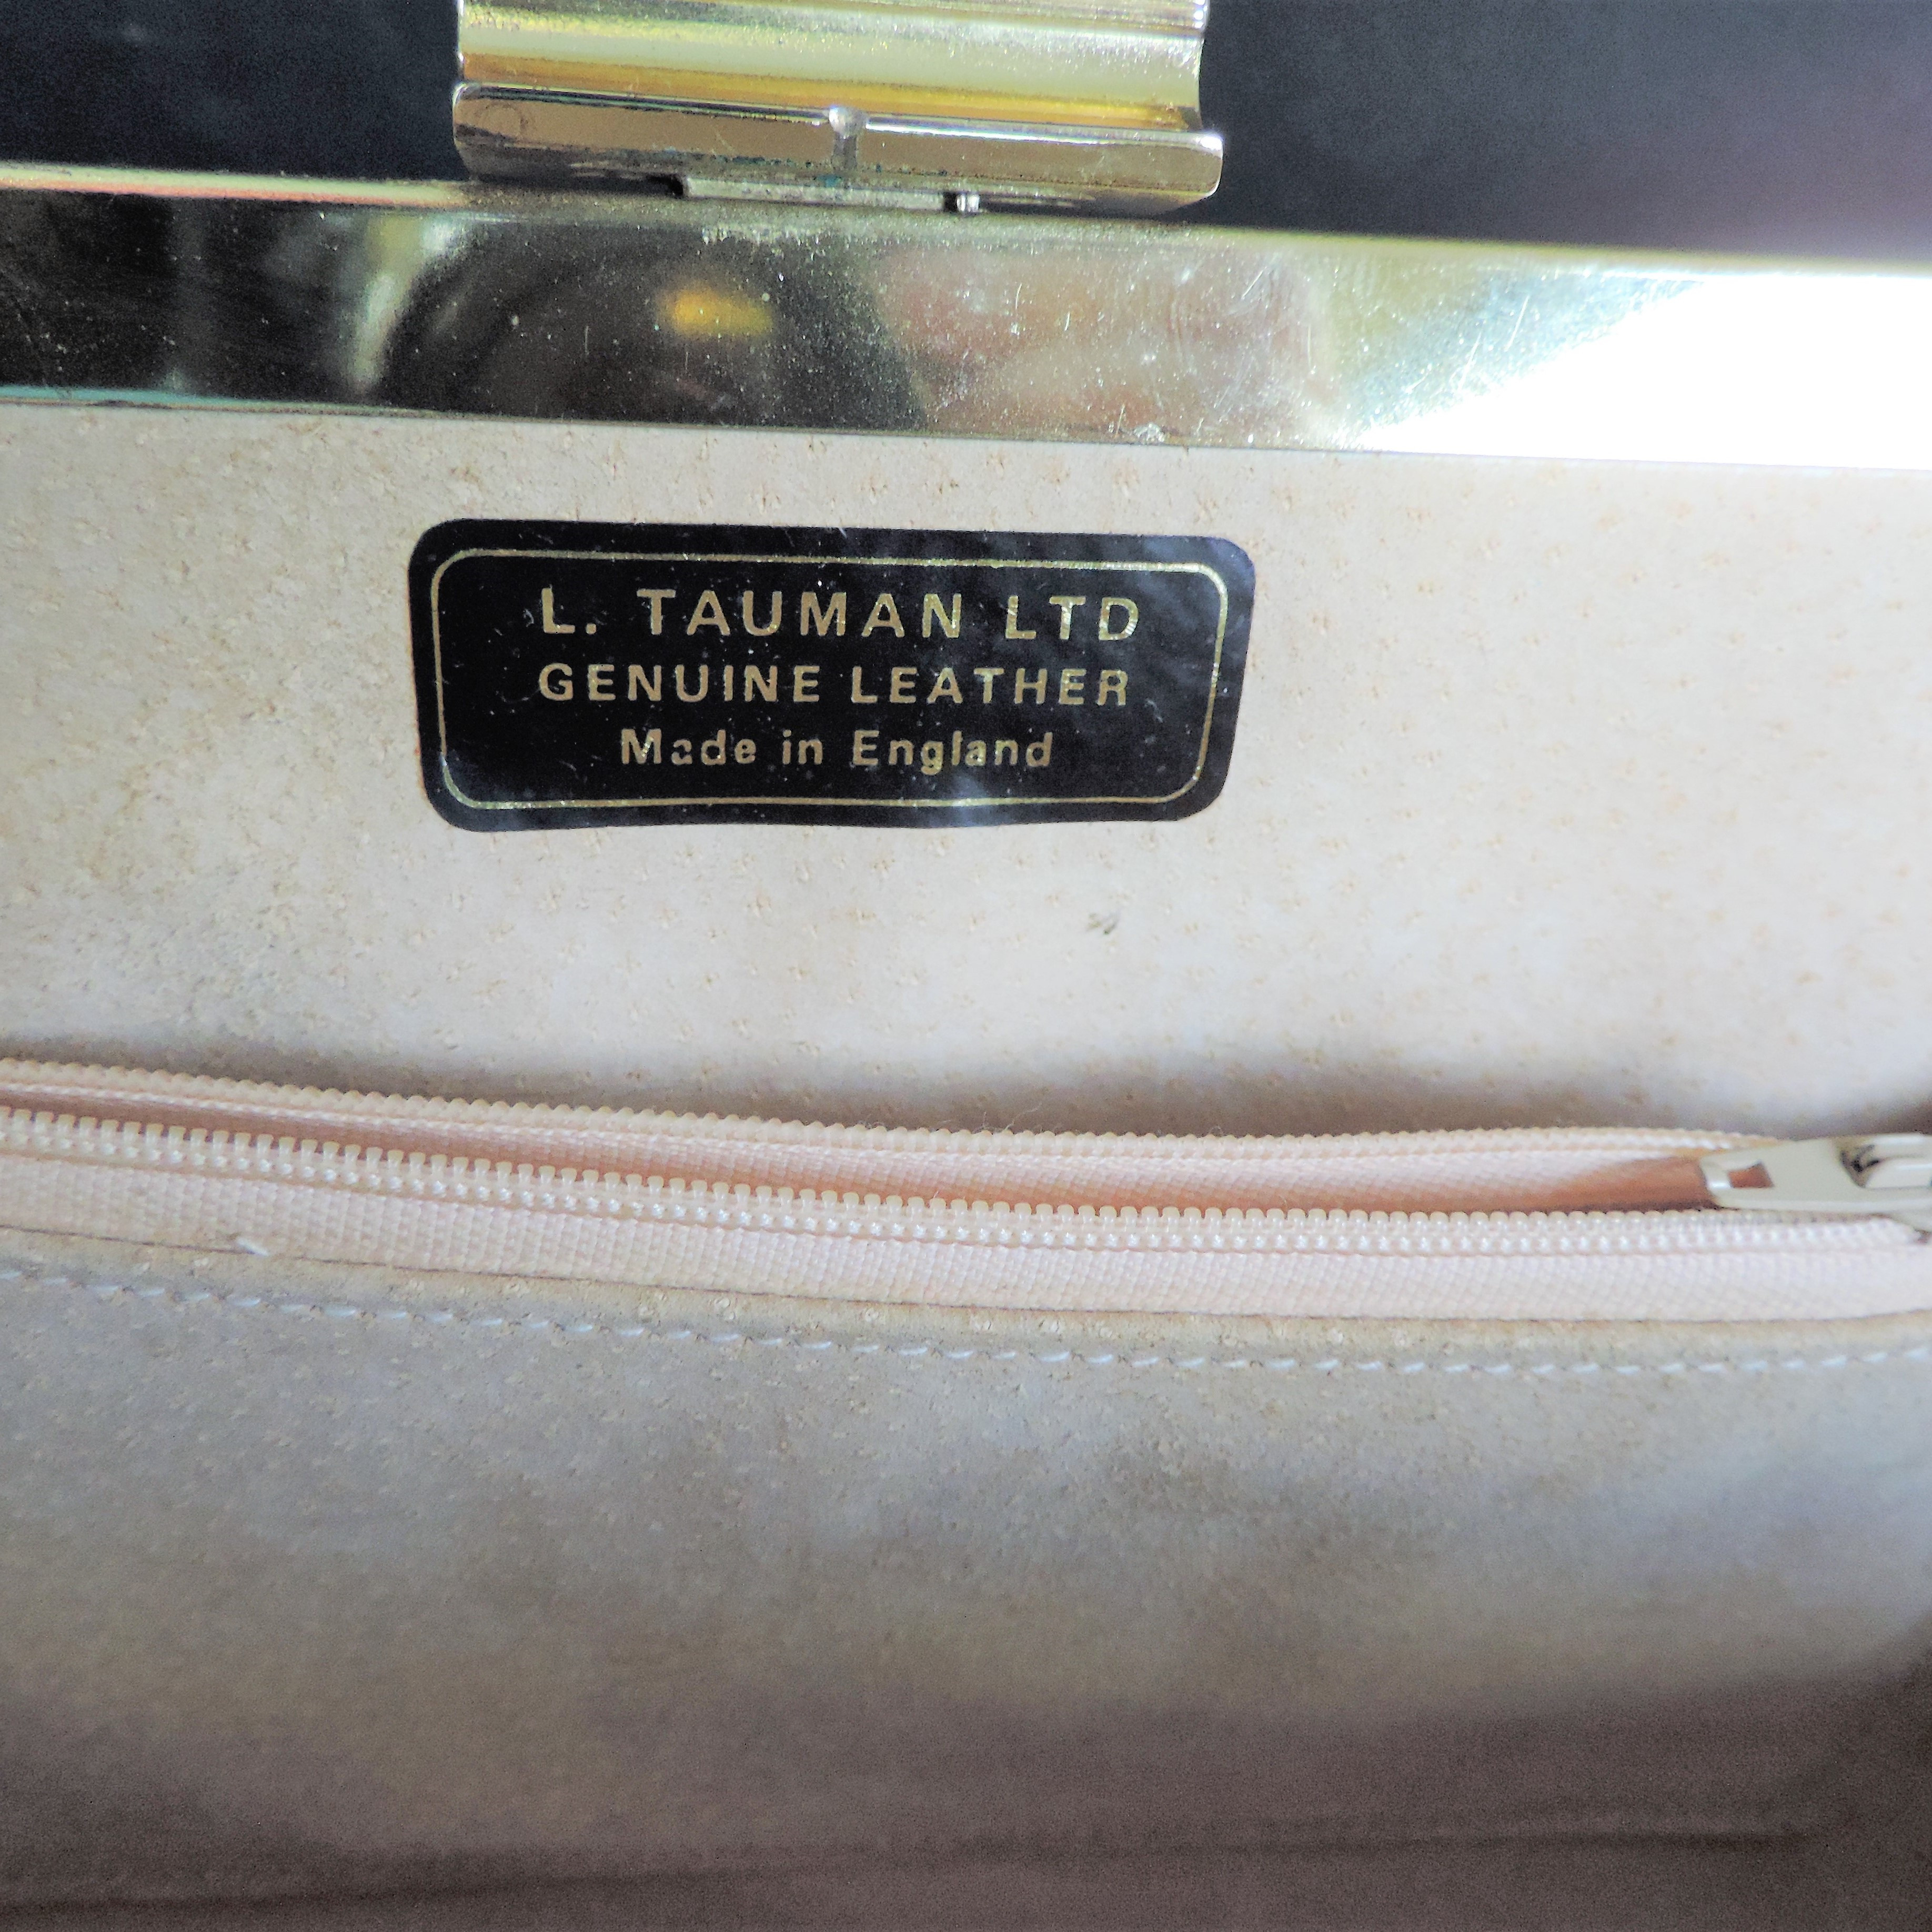 L. TAUMAN LTD
GENUINE LEATHER
Made in England